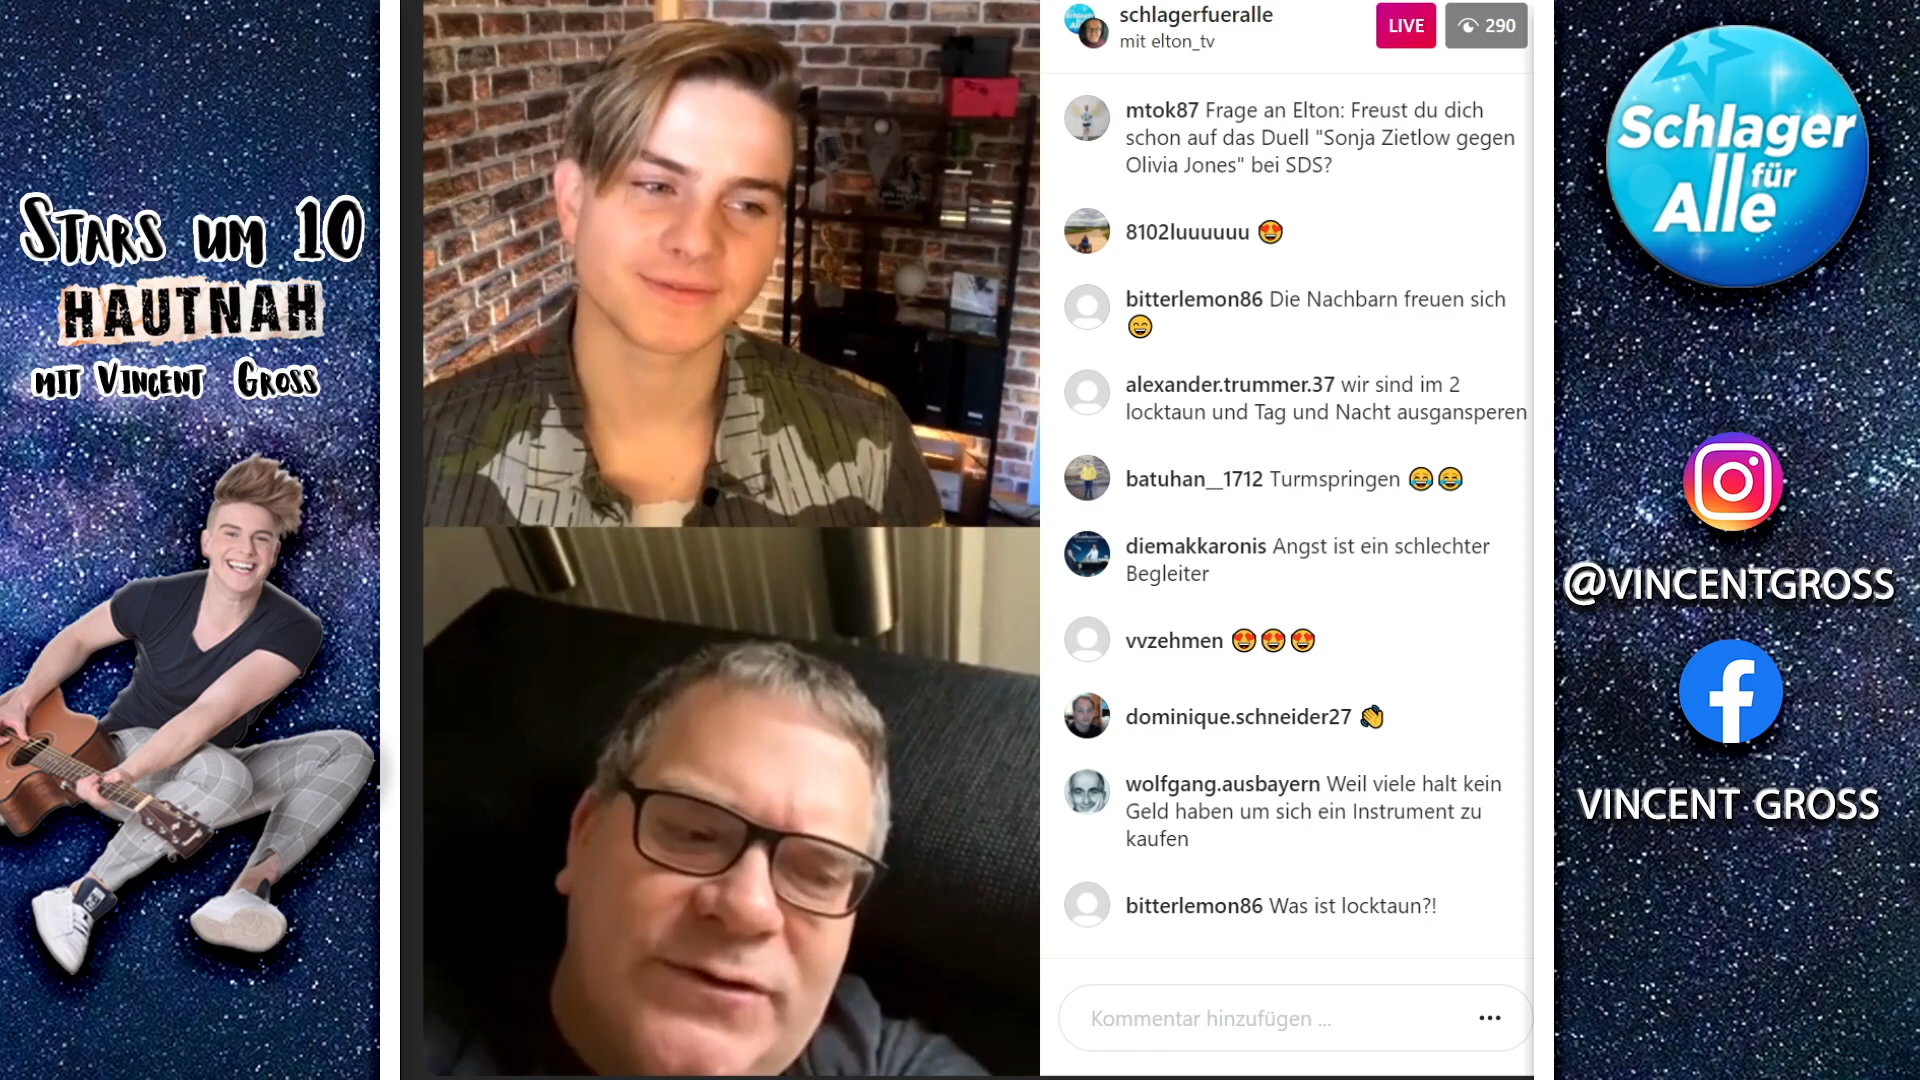 STARS UM 10
HAUTNAH
MIT VINCENT GROSS
schlagerfueralle
mit elton_tv
LIVE
290
mtok87 Frage an Elton: Freust du dich
schon auf das Duell "Sonja Zietlow gegen
Olivia Jones" bei SDS?
8102luuuuuu 😍
bitterlemon86 Die Nachbarn freuen sich
😄
alexander.trummer.37 wir sind im 2
locktaun und Tag und Nacht ausgansperen
batuhan__1712 Turmspringen 😂😂
diemakkaronis Angst ist ein schlechter
Begleiter
vvzehmen 😍😍😍
dominique.schneider27 👏
wolfgang.ausbayern Weil viele halt kein
Geld haben um sich ein Instrument zu
kaufen
bitterlemon86 Was ist locktaun?!
Kommentar hinzufügen ...
Schlager
für
Alle
@VINCENTGROSS
VINCENT GROSS